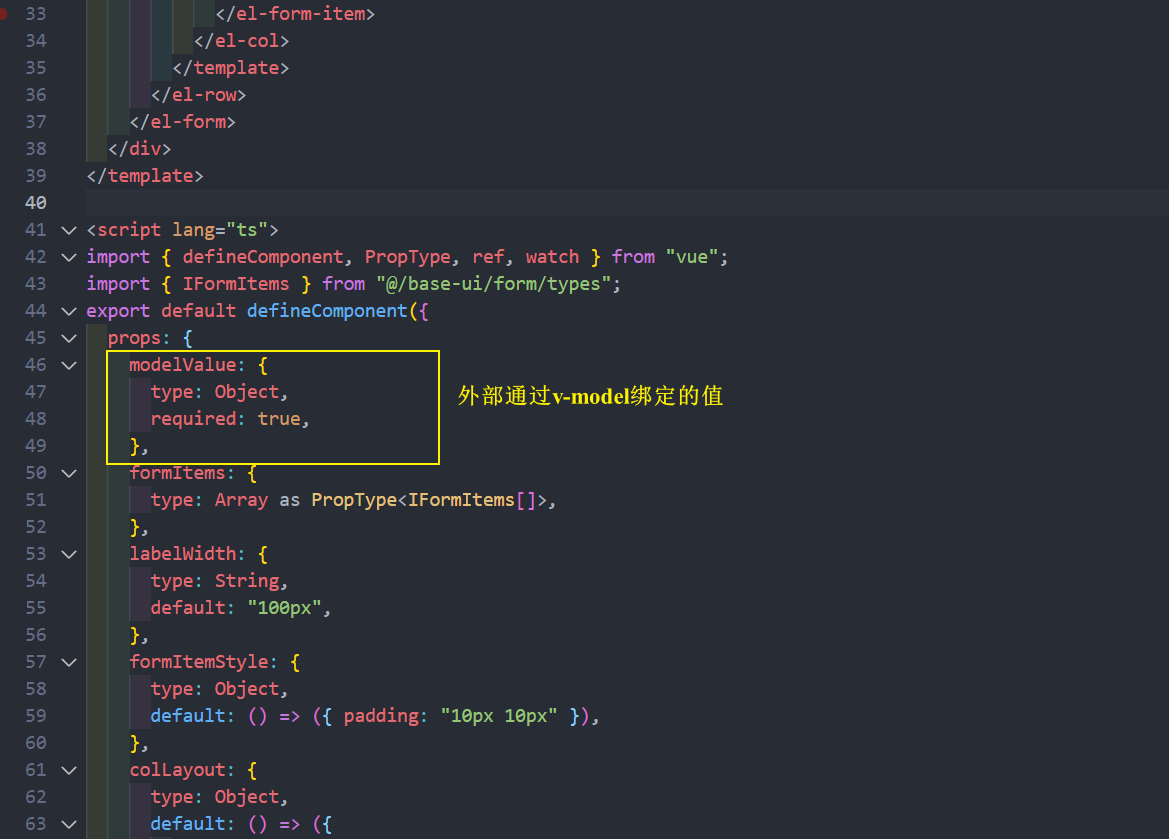 33 </el-form-item>
34 </el-col>
35 </template>
36 </el-row>
37 </el-form>
38 </div>
39 </template>
40
41 <script lang="ts">
42 import { defineComponent, PropType, ref, watch } from "vue";
43 import { IFormItems } from "@/base-ui/form/types";
44 export default defineComponent({
45 props: {
46 modelValue: {
47 type: Object,
外部通过v-model绑定的值
48 required: true,
49 },
50 formItems: {
51 type: Array as PropType<IFormItems[]>,
52 },
53 labelWidth: {
54 type: String,
55 default: "100px",
56 },
57 formItemStyle: {
58 type: Object,
59 default: () => ({ padding: "10px 10px" }),
60 },
61 colLayout: {
62 type: Object,
63 default: () => ({